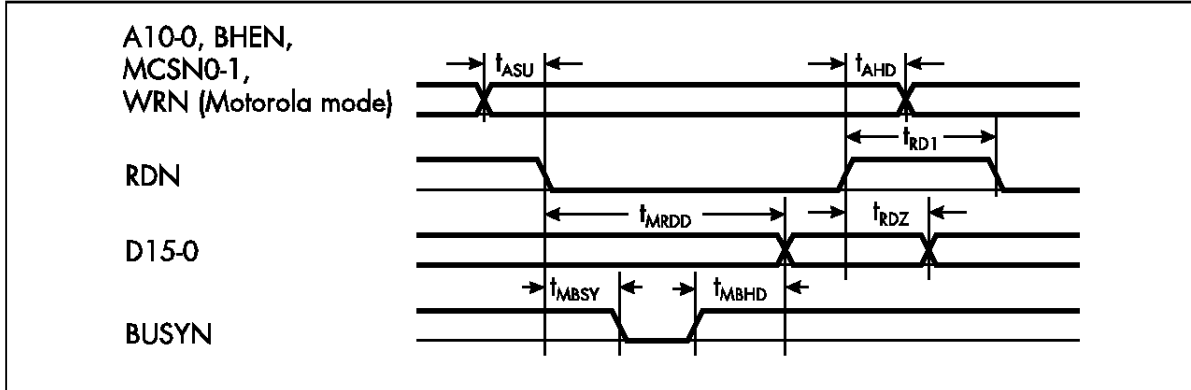 A10-0, BHEN,
MCSN0-1,
WRN (Motorola mode)
tASU
tAHD
tRD1
RDN
tMRDD
tRDZ
D15-0
tMBSY
tMBHD
BUSYN